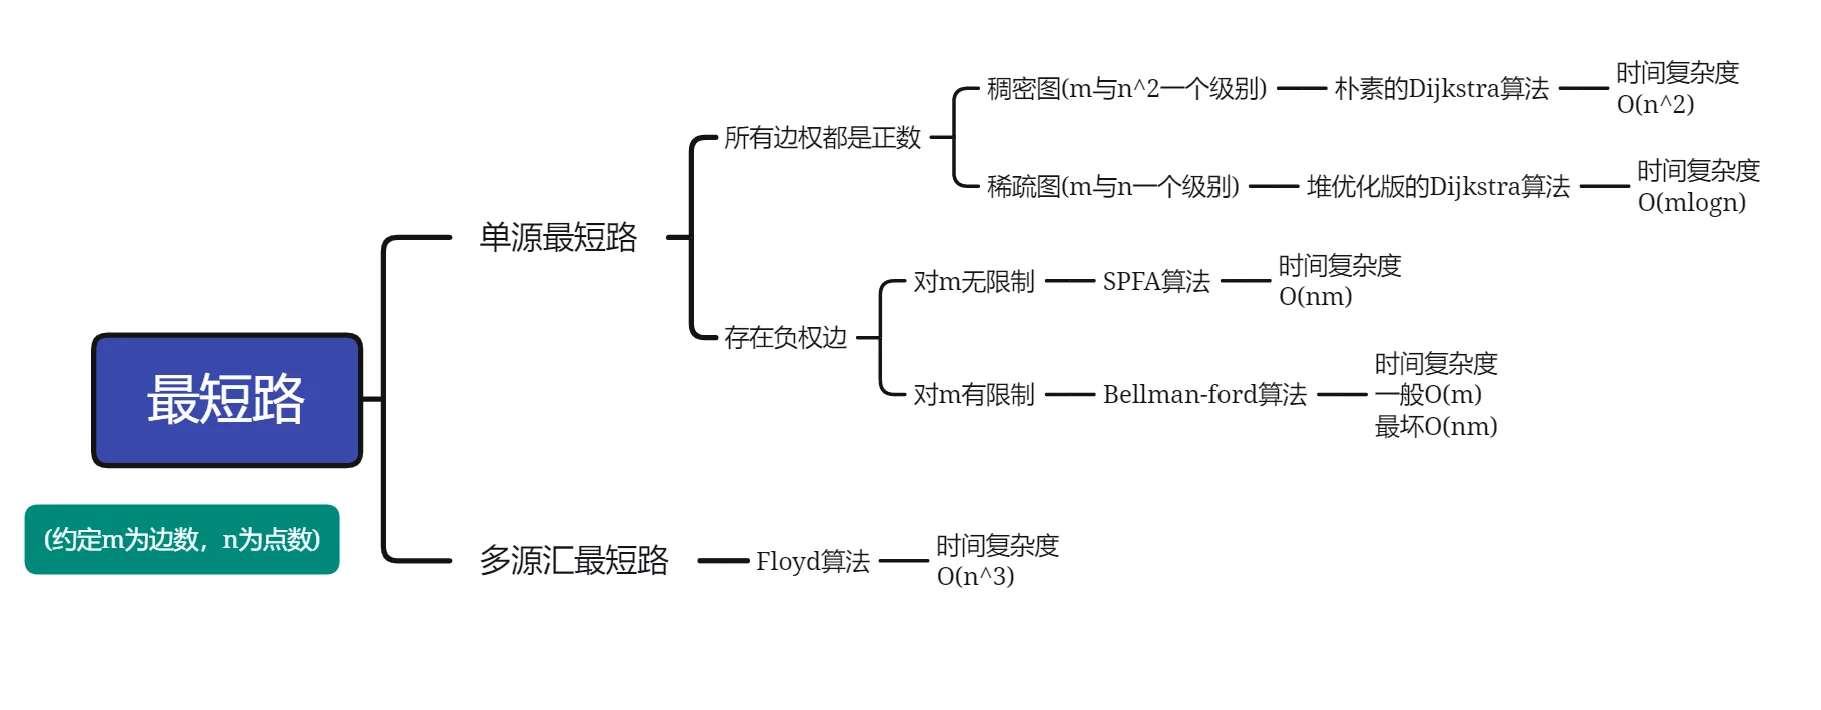 最短路
(约定m为边数，n为点数)
单源最短路
所有边权都是正数
稠密图(m与n^2一个级别)
朴素的Dijkstra算法
时间复杂度
O(n^2)
稀疏图(m与n一个级别)
堆优化版的Dijkstra算法
时间复杂度
O(mlogn)
存在负权边
对m无限制
SPFA算法
时间复杂度
O(nm)
对m有限制
Bellman-ford算法
时间复杂度
一般O(m)
最坏O(nm)
多源汇最短路
Floyd算法
时间复杂度
O(n^3)